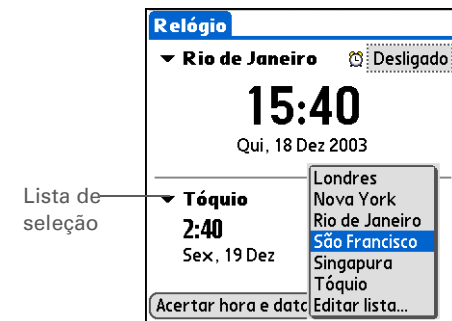 Relógio
Rio de Janeiro
Desligado
15:40
Qui, 18 Dez 2003
Lista de
seleção
Tóquio
2:40
Sex, 19 Dez
Londres
Nova York
Rio de Janeiro
São Francisco
Singapura
Tóquio
Editar lista...
Acertar hora e data